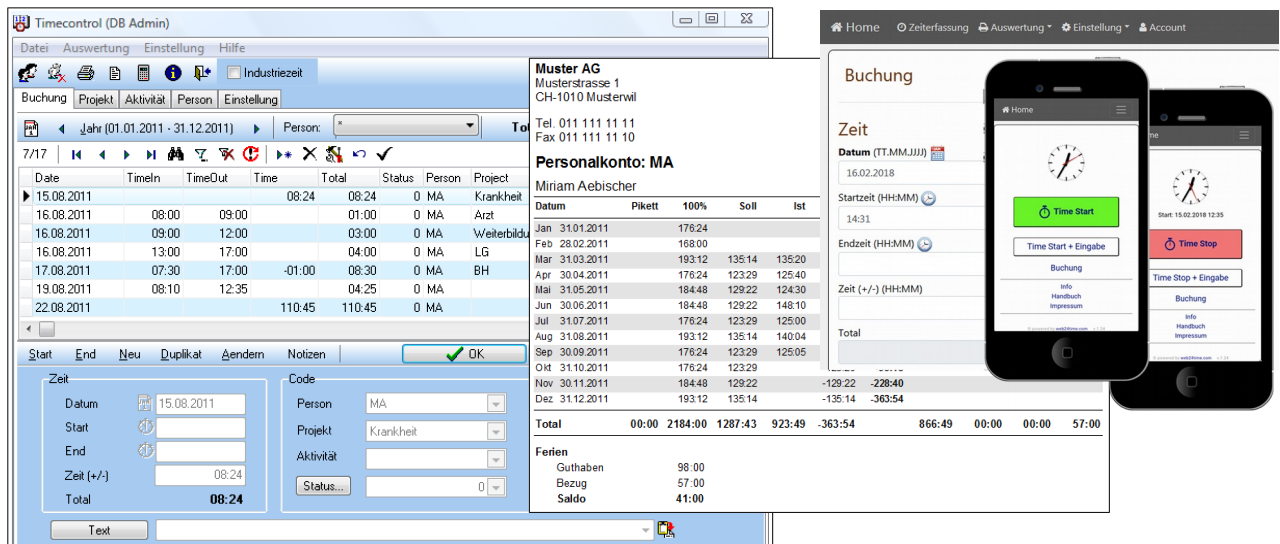 Timecontrol (DB Admin)
Datei Auswertung Einstellung Hilfe
Industriezeit
Buchung Projekt Aktivität Person Einstellung
Jahr (01.01.2011 - 31.12.2011) Person: *
7/17
Date TimeIn TimeOut Time Total Status Person Project
15.08.2011 08:24 08:24 0 MA Krankheit
16.08.2011 08:00 09:00 01:00 0 MA Arzt
16.08.2011 09:00 12:00 03:00 0 MA Weiterbildu
16.08.2011 13:00 17:00 04:00 0 MA LG
17.08.2011 07:30 17:00 -01:00 08:30 0 MA BH
19.08.2011 08:10 12:35 04:25 0 MA
22.08.2011 110:45 110:45 0 MA
Start End Neu Duplikat Aendern Notizen OK
Zeit
Datum 15.08.2011
Start
End
Zeit (+/-) 08:24
Total 08:24
Code
Person MA
Projekt Krankheit
Aktivität
Status... 0
Text
Muster AG
Musterstrasse 1
CH-1010 Musterwil
Tel. 011 111 11 11
Fax 011 111 11 10
Personalkonto: MA
Miriam Aebischer
Datum Pikett 100% Soll Ist
Jan 31.01.2011 176:24
Feb 28.02.2011 168:00
Mar 31.03.2011 193:12 135:14 135:20
Apr 30.04.2011 176:24 123:29 125:40
Mai 31.05.2011 184:48 129:22 124:30
Jun 30.06.2011 184:48 129:22 148:10
Jul 31.07.2011 176:24 123:29 125:00
Aug 31.08.2011 193:12 135:14 140:04
Sep 30.09.2011 176:24 123:29 125:05
Okt 31.10.2011 176:24 123:29
Nov 30.11.2011 184:48 129:22 -129:22 -228:40
Dez 31.12.2011 193:12 135:14 -135:14 -363:54
Total 00:00 2184:00 1287:43 923:49 -363:54 866:49 00:00 00:00 57:00
Ferien
Guthaben 98:00
Bezug 57:00
Saldo 41:00
Home Zeiterfassung Auswertung Einstellung Account
Buchung
Zeit
Datum (TT.MM.JJJJ)
16.02.2018
Startzeit (HH:MM)
14:31
Endzeit (HH:MM)
Zeit (+/-) (HH:MM)
Total
Home
Time Start
Time Start + Eingabe
Buchung
Info
Handbuch
Impressum
Start: 15.02.2018 12:35
Time Stop
Time Stop + Eingabe
Buchung
Info
Handbuch
Impressum